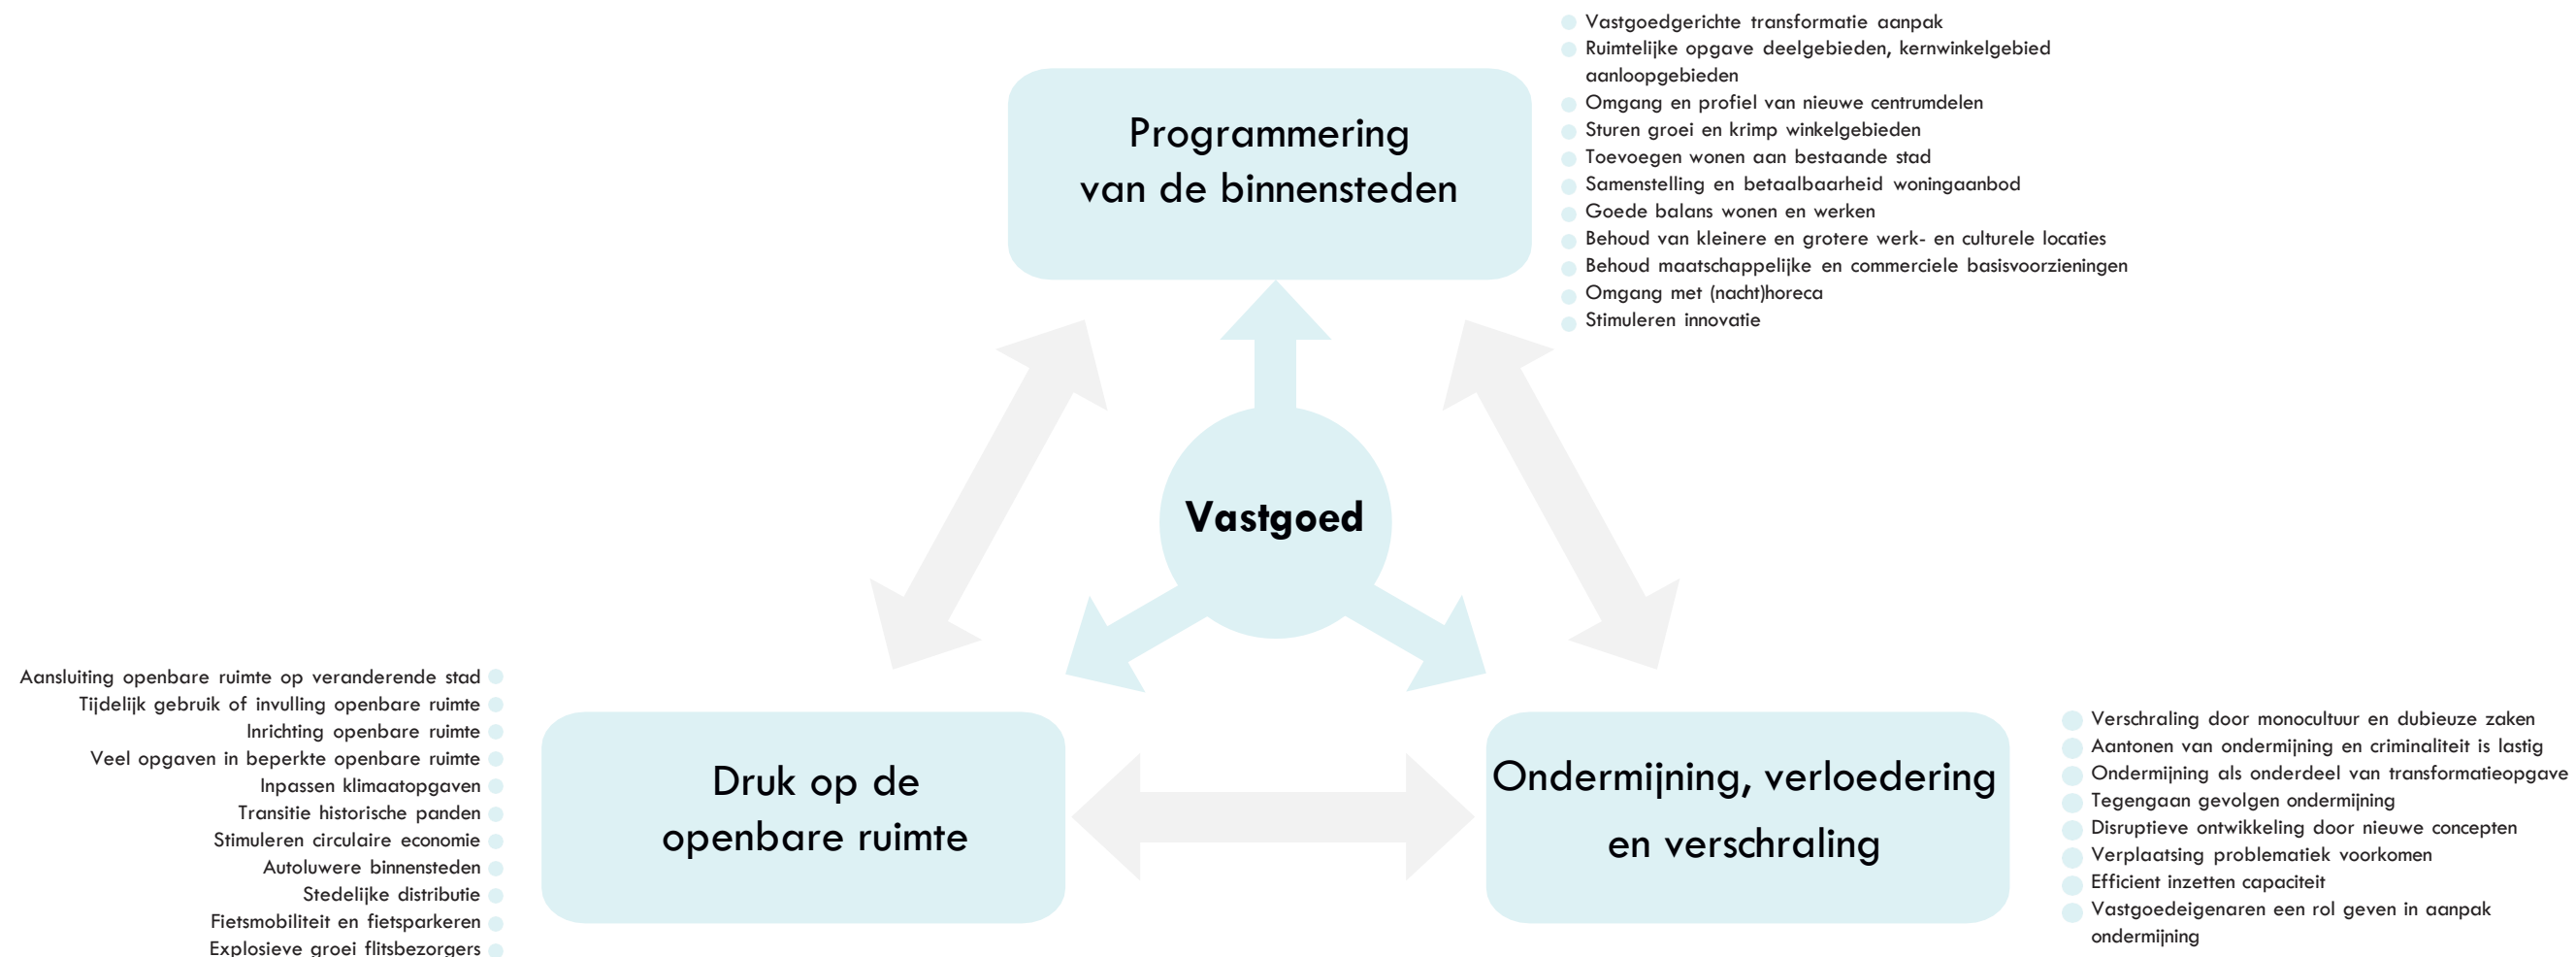 Vastgoedgerichte transformatie aanpak
Ruimtelijke opgave deelgebieden, kernwinkelgebied
aanloopgebieden
Omgang en profiel van nieuwe centrumdelen
Sturen groei en krimp winkelgebieden
Toevoegen wonen aan bestaande stad
Samenstelling en betaalbaarheid woningaanbod
Goede balans wonen en werken
Behoud van kleinere en grotere werk- en culturele locaties
Behoud maatschappelijke en commerciele basisvoorzieningen
Omgang met (nacht)horeca
Stimuleren innovatie
Programmering
van de binnensteden
Vastgoed
Aansluiting openbare ruimte op veranderende stad
Tijdelijk gebruik of invulling openbare ruimte
Inrichting openbare ruimte
Veel opgaven in beperkte openbare ruimte
Inpassen klimaatopgaven
Transitie historische panden
Stimuleren circulaire economie
Autoluwere binnensteden
Stedelijke distributie
Fietsmobiliteit en fietsparkeren
Explosieve groei flitsbezorgers
Druk op de
openbare ruimte
Ondermijning, verloedering
en verschraling
Verschraling door monocultuur en dubieuze zaken
Aantonen van ondermijning en criminaliteit is lastig
Ondermijning als onderdeel van transformatieopgave
Tegengaan gevolgen ondermijning
Disruptieve ontwikkeling door nieuwe concepten
Verplaatsing problematiek voorkomen
Efficient inzetten capaciteit
Vastgoedeigenaren een rol geven in aanpak
ondermijning